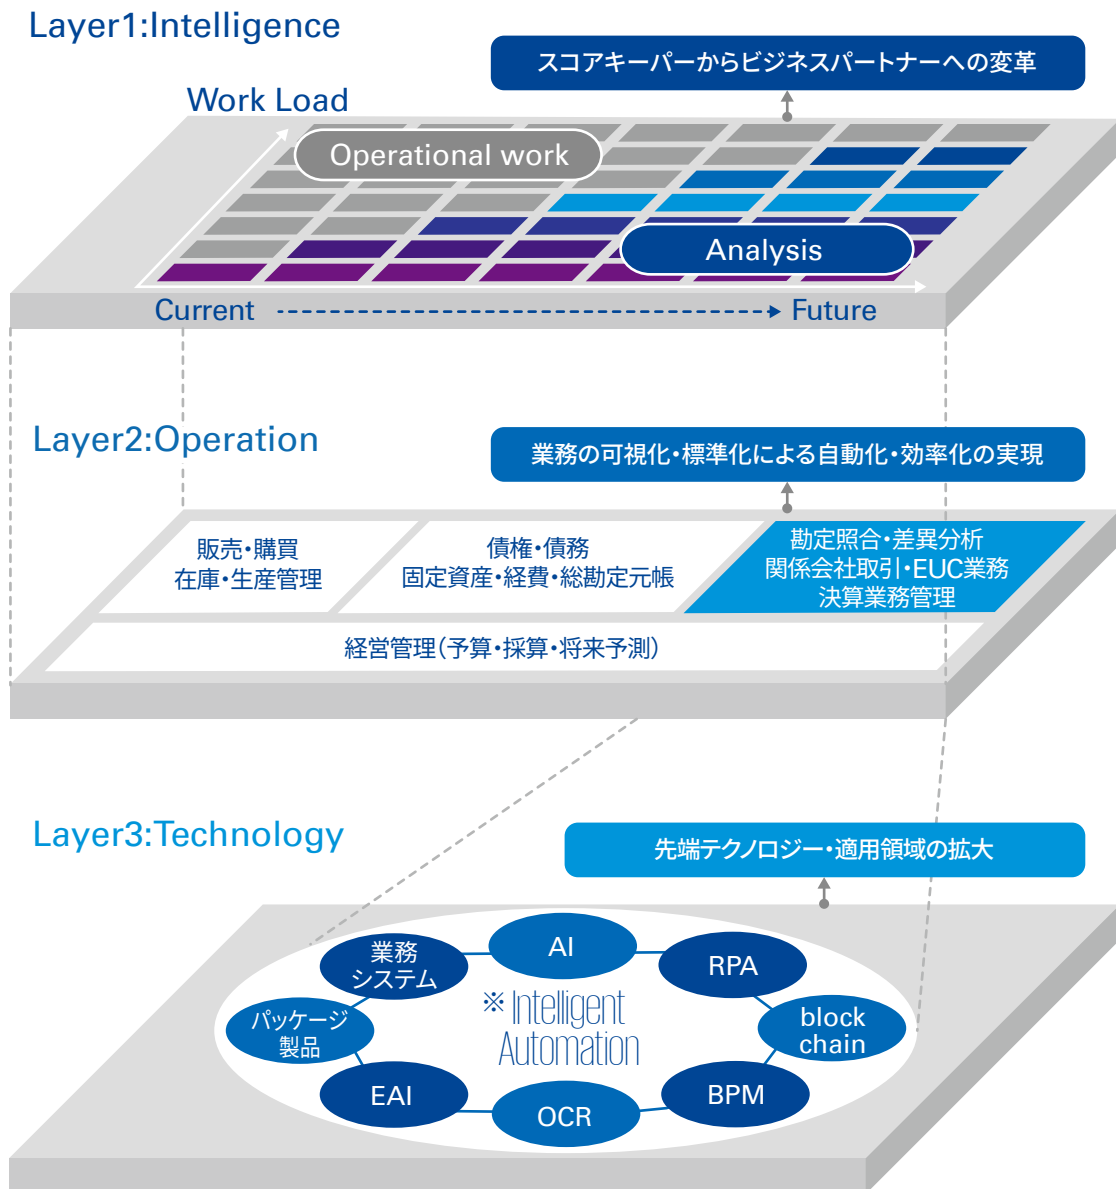 Layer1:Intelligence
スコアキーパーからビジネスパートナーへの変革
Work Load
Operational work
Analysis
Current
Future
Layer2:Operation
業務の可視化・標準化による自動化・効率化の実現
販売・購買
在庫・生産管理
債権・債務
固定資産・経費・総勘定元帳
勘定照合・差異分析
関係会社取引・EUC業務
決算業務管理
経営管理(予算・採算・将来予測)
Layer3:Technology
先端テクノロジー・適用領域の拡大
業務
システム
AI
RPA
パッケージ
製品
※Intelligent
Automation
block
chain
EAI
OCR
BPM